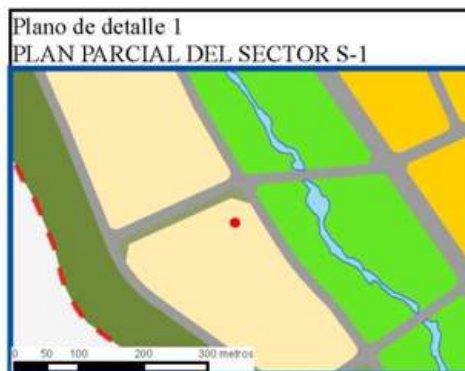 Plano de detalle 1
PLAN PARCIAL DEL SECTOR S-1
0 50 100 200 300 metros